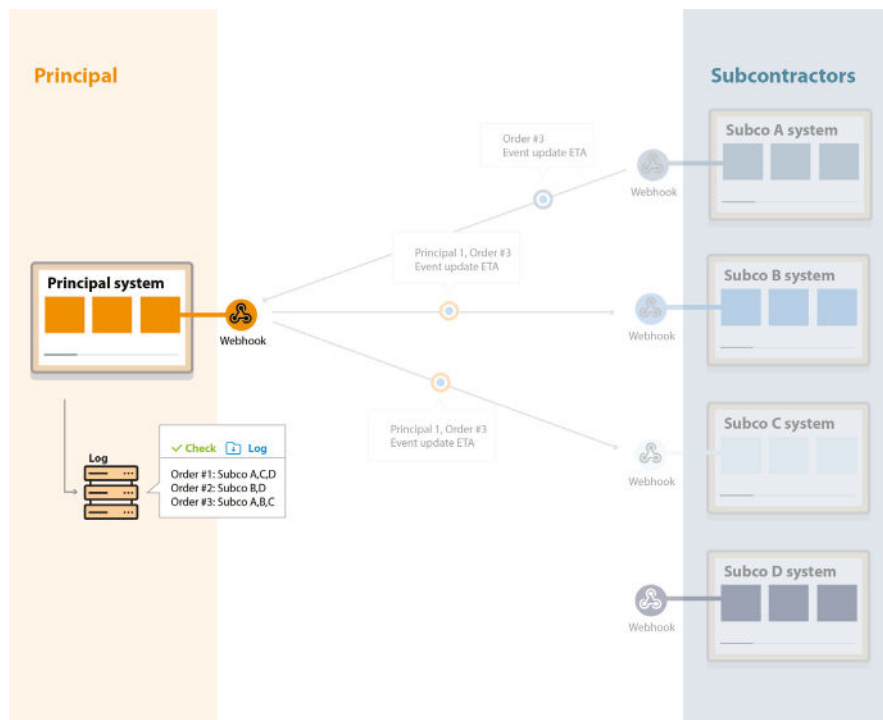 Principal
Subcontractors
Order #3
Event update ETA
Subco A system
Webhook
Principal 1, Order #3
Event update ETA
Principal system
Webhook
Subco B system
Webhook
Principal 1, Order #3
Event update ETA
Subco C system
Webhook
Log
Check Log
Order #1: Subco A,C,D
Order #2: Subco B,D
Order #3: Subco A,B,C
Subco D system
Webhook